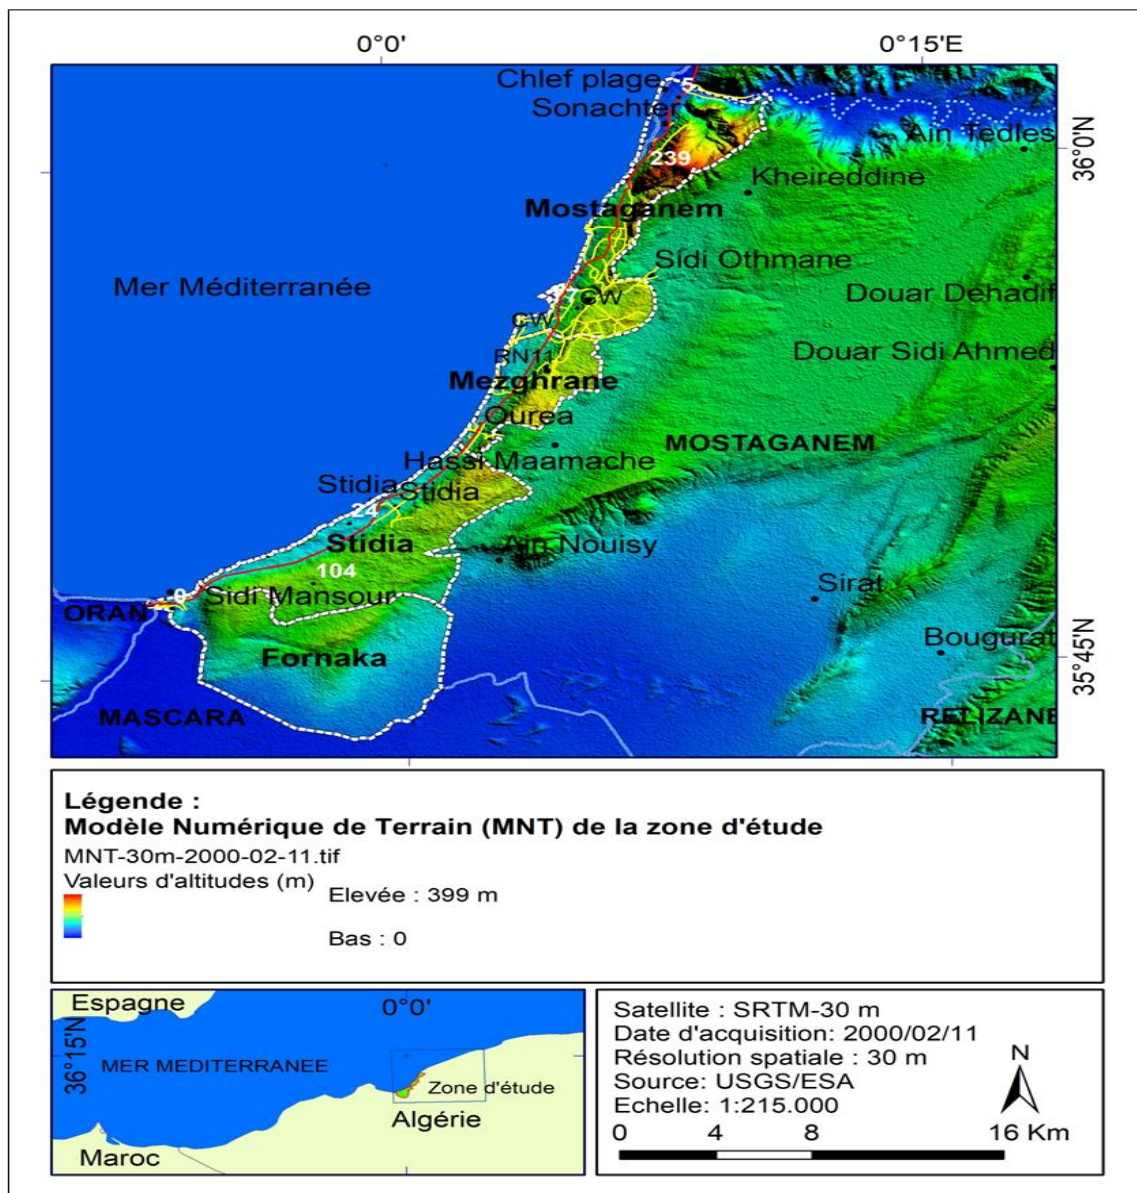 0°0'
0°15'E
Chlef plage
5
Sonachter
Ain Tedles
36°0'N
239
Kheireddine
Mostaganem
Sidi Othmane
Mer Méditerranée
Douar Déhadif
CW
CW
RN11
Douar Sidi Ahmed
Mezghrane
Ourea
MOSTAGANEM
Hassi Maamache
Stidia
Stidia
24
Stidia
Ain Nouisy
104
Sirat
0
Sidi Mansour
ORAN
Bougurat
35°45'N
Fornaka
MASCARA
RELIZANE
Légende :
Modèle Numérique de Terrain (MNT) de la zone d'étude
MNT-30m-2000-02-11.tif
Valeurs d'altitudes (m)
Elevée : 399 m
Bas : 0
Espagne
0°0'
36°15'N
MER MEDITERRANEE
Zone d'étude
Algérie
Maroc
Satellite : SRTM-30 m
Date d'acquisition: 2000/02/11
Résolution spatiale : 30 m
Source: USGS/ESA
Echelle: 1:215.000
N
0 4 8 16 Km